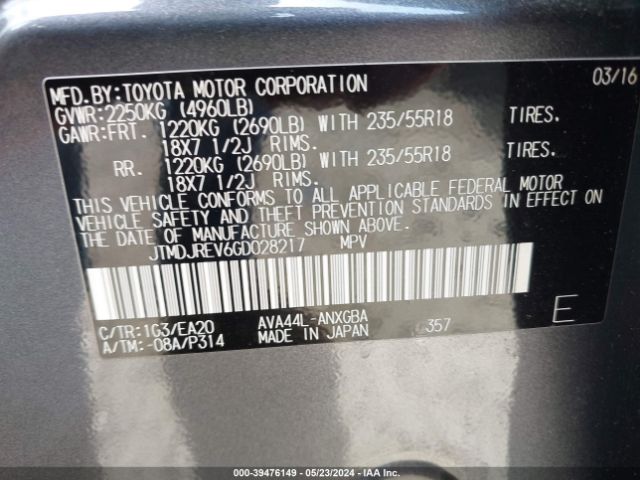 MFD.BY:TOYOTA MOTOR CORPORATION 03/16
GVWR:2250KG (4960LB)
GAWR:FRT. 1220KG (2690LB) WITH 235/55R18 TIRES.
18X7 1/2J RIMS.
RR. 1220KG (2690LB) WITH 235/55R18 TIRES.
18X7 1/2J RIMS.
THIS VEHICLE CONFORMS TO ALL APPLICABLE FEDERAL MOTOR
VEHICLE SAFETY AND THEFT PREVENTION STANDARDS IN EFFECT ON
THE DATE OF MANUFACTURE SHOWN ABOVE.
JTMDJREV6GD028217 MPV
C/TR:1G3/EA20 AVA44L-ANXGBA E
A/TM:-08A/P314 MADE IN JAPAN 357
000-39476149 — 05/23/2024 — IAA Inc.